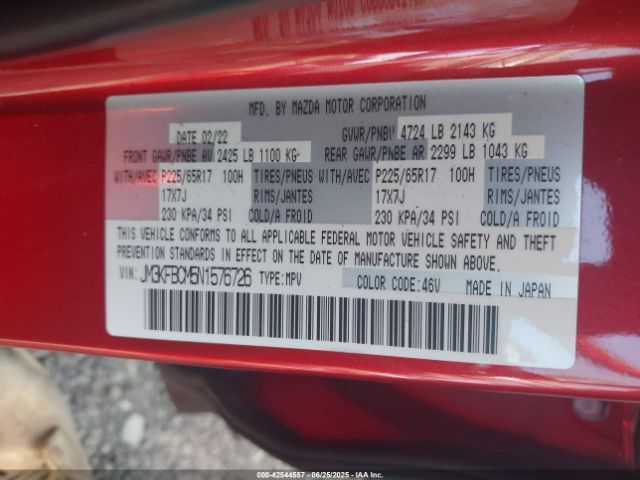 MFD. BY MAZDA MOTOR CORPORATION
DATE 02/22 GVWR/PNBV 4724 LB 2143 KG
FRONT GAWR/PNBE AV 2425 LB 1100 KG REAR GAWR/PNBE AR 2299 LB 1043 KG
WITH/AVEC P225/65R17 100H TIRES/PNEUS WITH/AVEC P225/65R17 100H TIRES/PNEUS
17X7J RIMS/JANTES 17X7J RIMS/JANTES
230 KPA/34 PSI COLD/A FROID 230 KPA/34 PSI COLD/A FROID
THIS VEHICLE CONFORMS TO ALL APPLICABLE FEDERAL MOTOR VEHICLE SAFETY AND THEFT
PREVENTION STANDARDS IN EFFECT ON THE DATE OF MANUFACTURE SHOWN ABOVE.
VIN: JM3KFBCM5N1576726 TYPE: MPV COLOR CODE: 46V MADE IN JAPAN
000-42544557 - 06/25/2025 - IAAI.COM